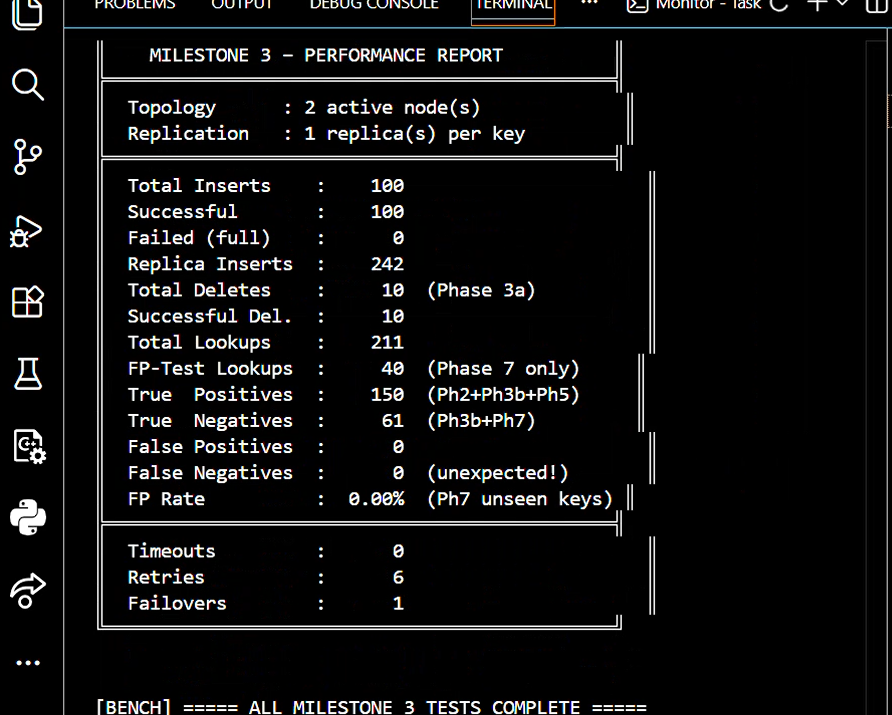 PROBLEMS OUTPUT DEBUG CONSOLE TERMINAL ... Monitor - Task
MILESTONE 3 – PERFORMANCE REPORT
Topology : 2 active node(s)
Replication : 1 replica(s) per key
Total Inserts : 100
Successful : 100
Failed (full) : 0
Replica Inserts : 242
Total Deletes : 10 (Phase 3a)
Successful Del. : 10
Total Lookups : 211
FP-Test Lookups : 40 (Phase 7 only)
True Positives : 150 (Ph2+Ph3b+Ph5)
True Negatives : 61 (Ph3b+Ph7)
False Positives : 0
False Negatives : 0 (unexpected!)
FP Rate : 0.00% (Ph7 unseen keys)
Timeouts : 0
Retries : 6
Failovers : 1
[BENCH] ===== ALL MILESTONE 3 TESTS COMPLETE =====